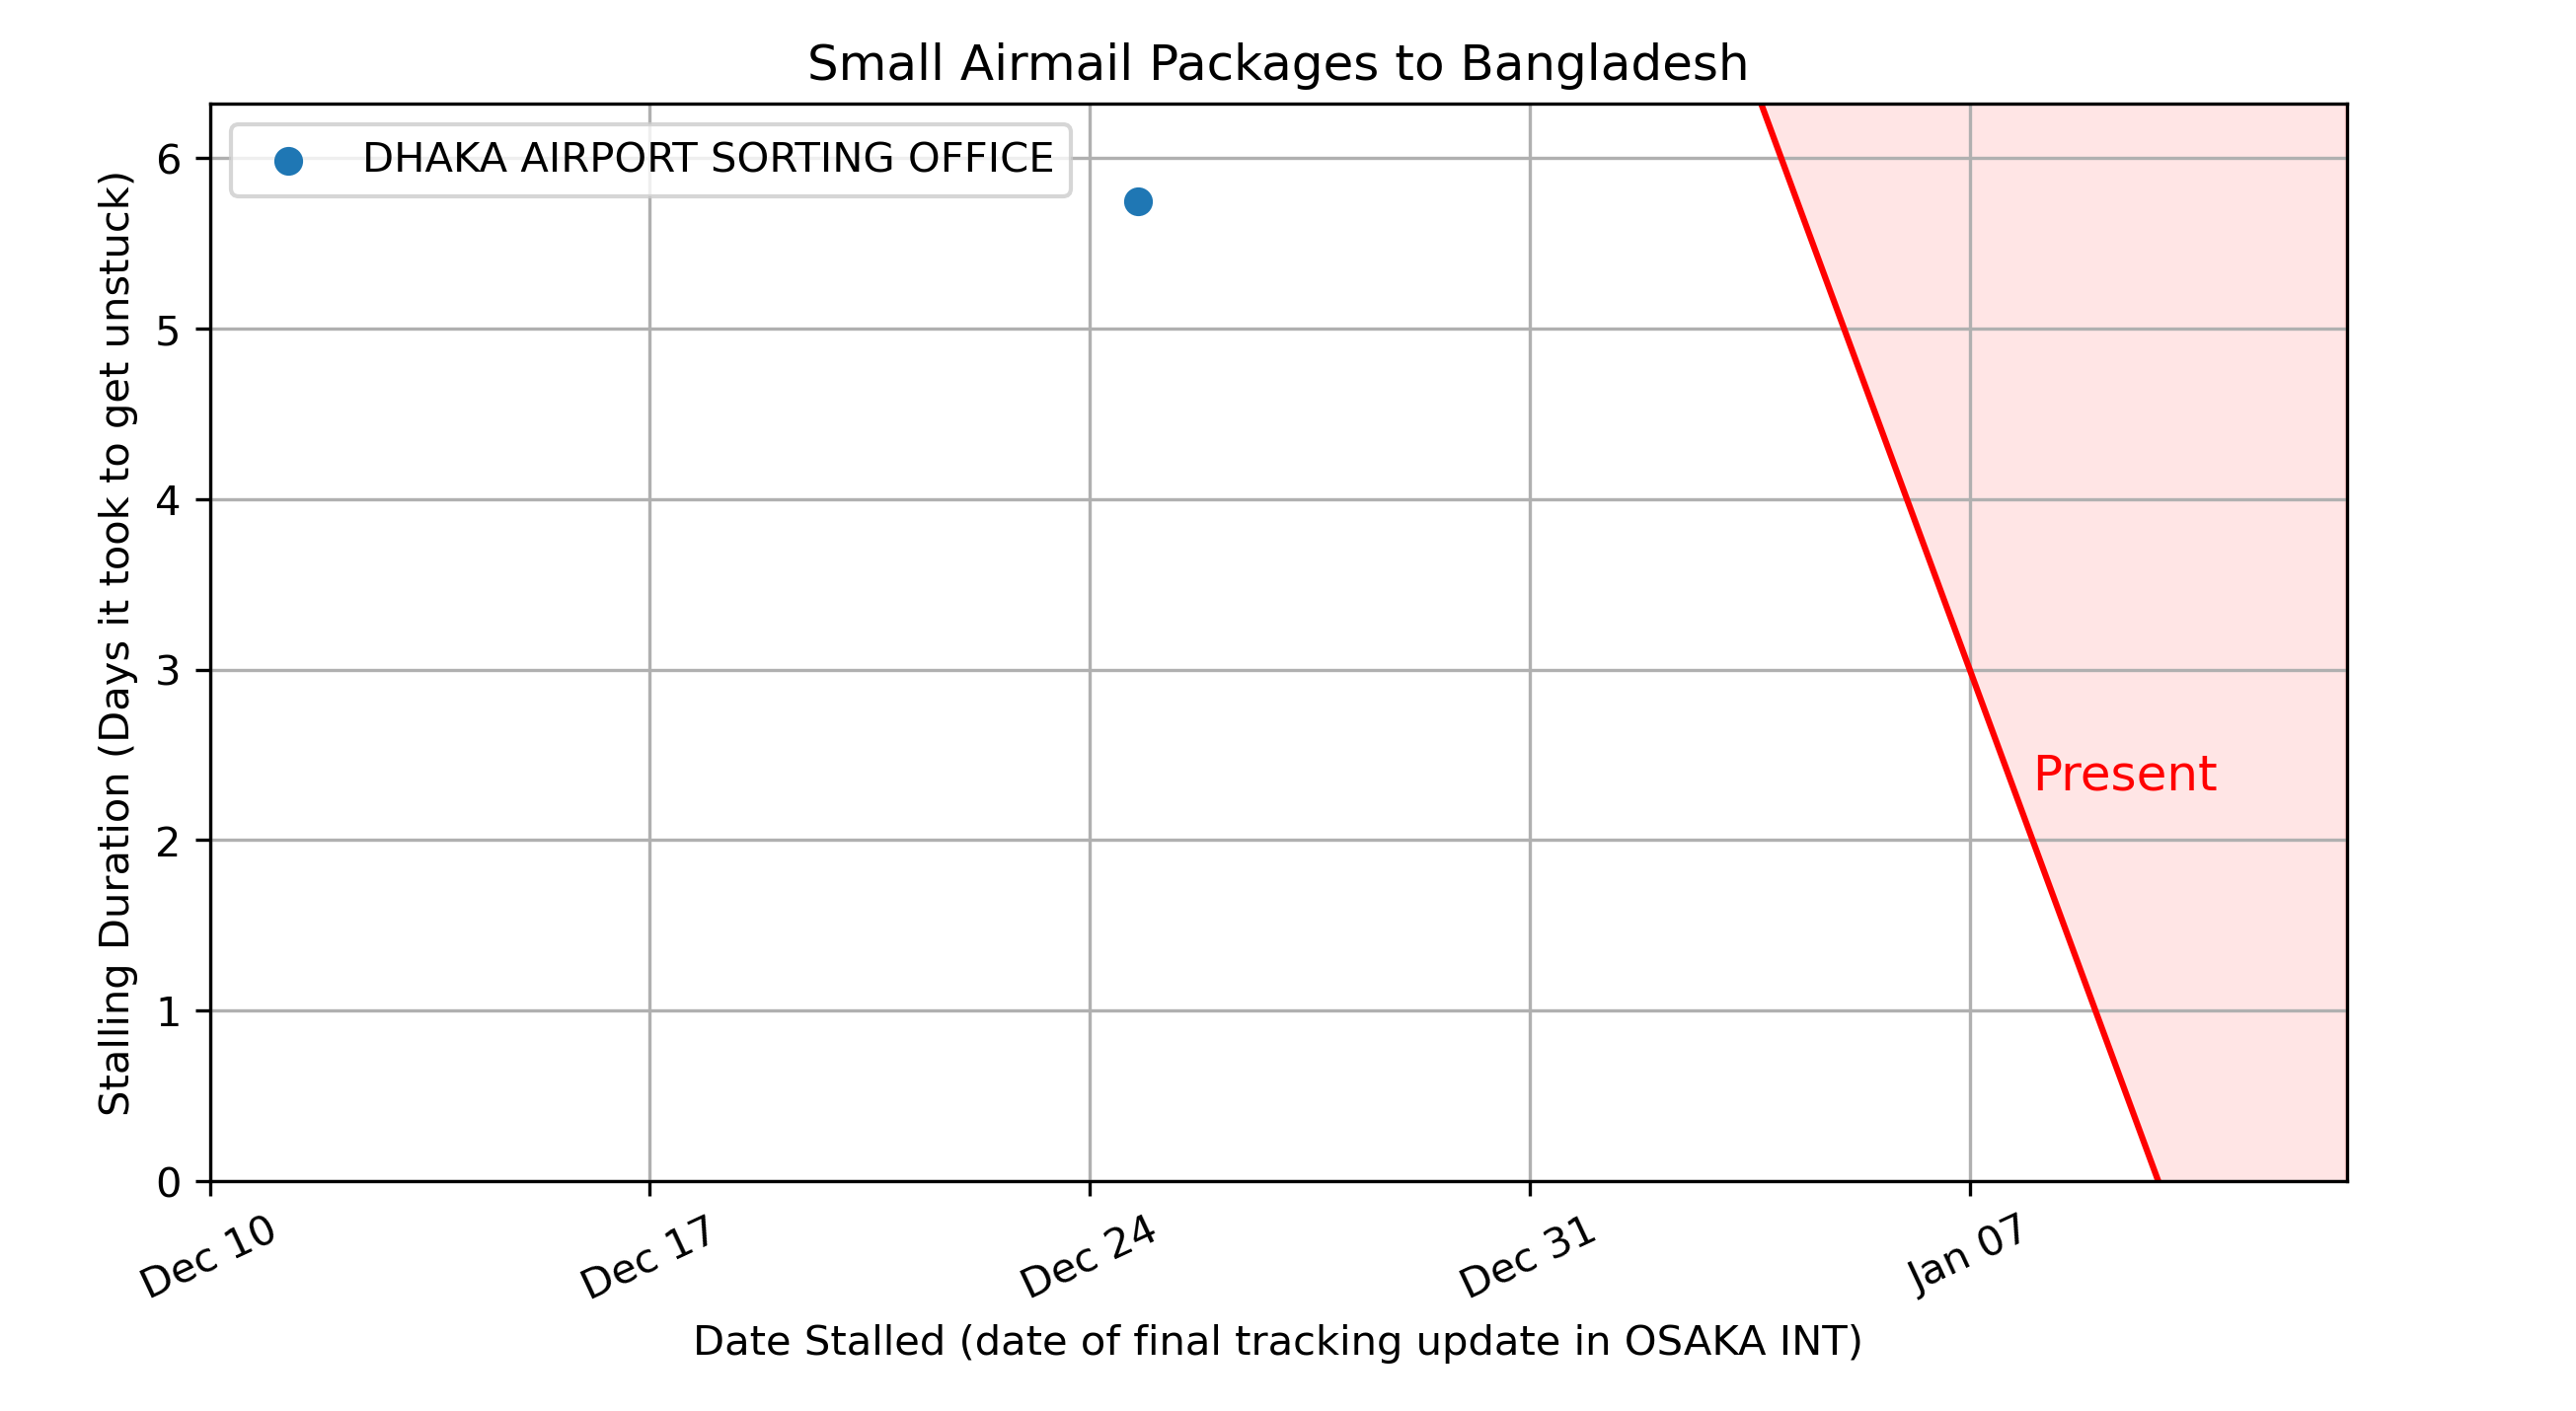 Small Airmail Packages to Bangladesh
DHAKA AIRPORT SORTING OFFICE
Stalling Duration (Days it took to get unstuck)
6
5
4
3
2
1
0
Present
Dec 10
Dec 17
Dec 24
Dec 31
Jan 07
Date Stalled (date of final tracking update in OSAKA INT)